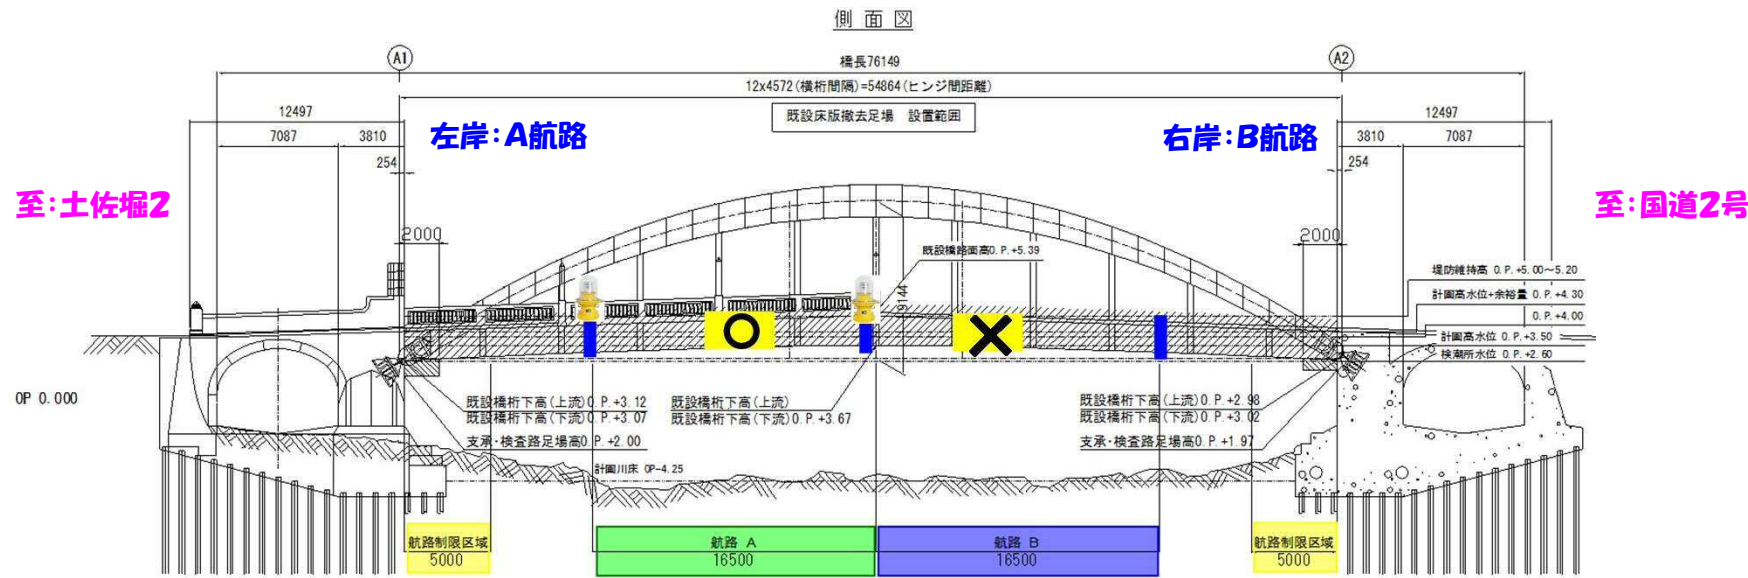 側 面 図
A1
A2
橋長76149
12x4572(横桁間隔)=54864(ヒンジ間距離)
既設床版撤去足場 設置範囲
12497
7087
3810
254
左岸:A航路
右岸:B航路
12497
3810
7087
254
至:土佐堀2
至:国道2号
2000
2000
既設橋路面高O.P.+5.39
9144
堤防維持高 O.P.+5.00~5.20
計画高水位+余裕量 O.P.+4.30
O.P.+4.00
計画高水位 O.P.+3.50
検潮所水位 O.P.+2.60
OP 0.000
既設橋桁下高(上流)O.P.+3.12
既設橋桁下高(下流)O.P.+3.07
支承・検査路足場高O.P.+2.00
既設橋桁下高(上流)
既設橋桁下高(下流)O.P.+3.67
既設橋桁下高(上流)O.P.+2.98
既設橋桁下高(下流)O.P.+3.02
支承・検査路足場高O.P.+1.97
計画川床 OP-4.25
航路制限区域
5000
航路 A
16500
航路 B
16500
航路制限区域
5000